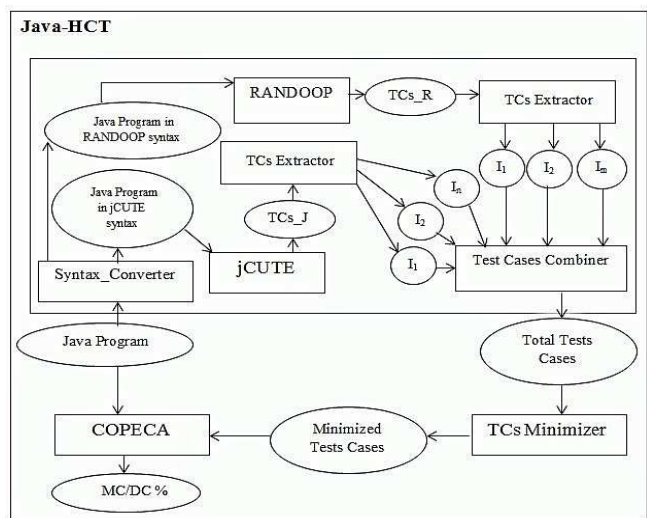 Java-HCT
RANDOOP
TCs_R
TCs Extractor
Java Program in
RANDOOP syntax
TCs Extractor
I1
I2
Im
In
Java Program
in jCUTE
syntax
TCs_J
I2
I1
Syntax_Converter
jCUTE
Test Cases Combiner
Java Program
Total Tests
Cases
COPECA
Minimized
Tests Cases
TCs Minimizer
MC/DC %